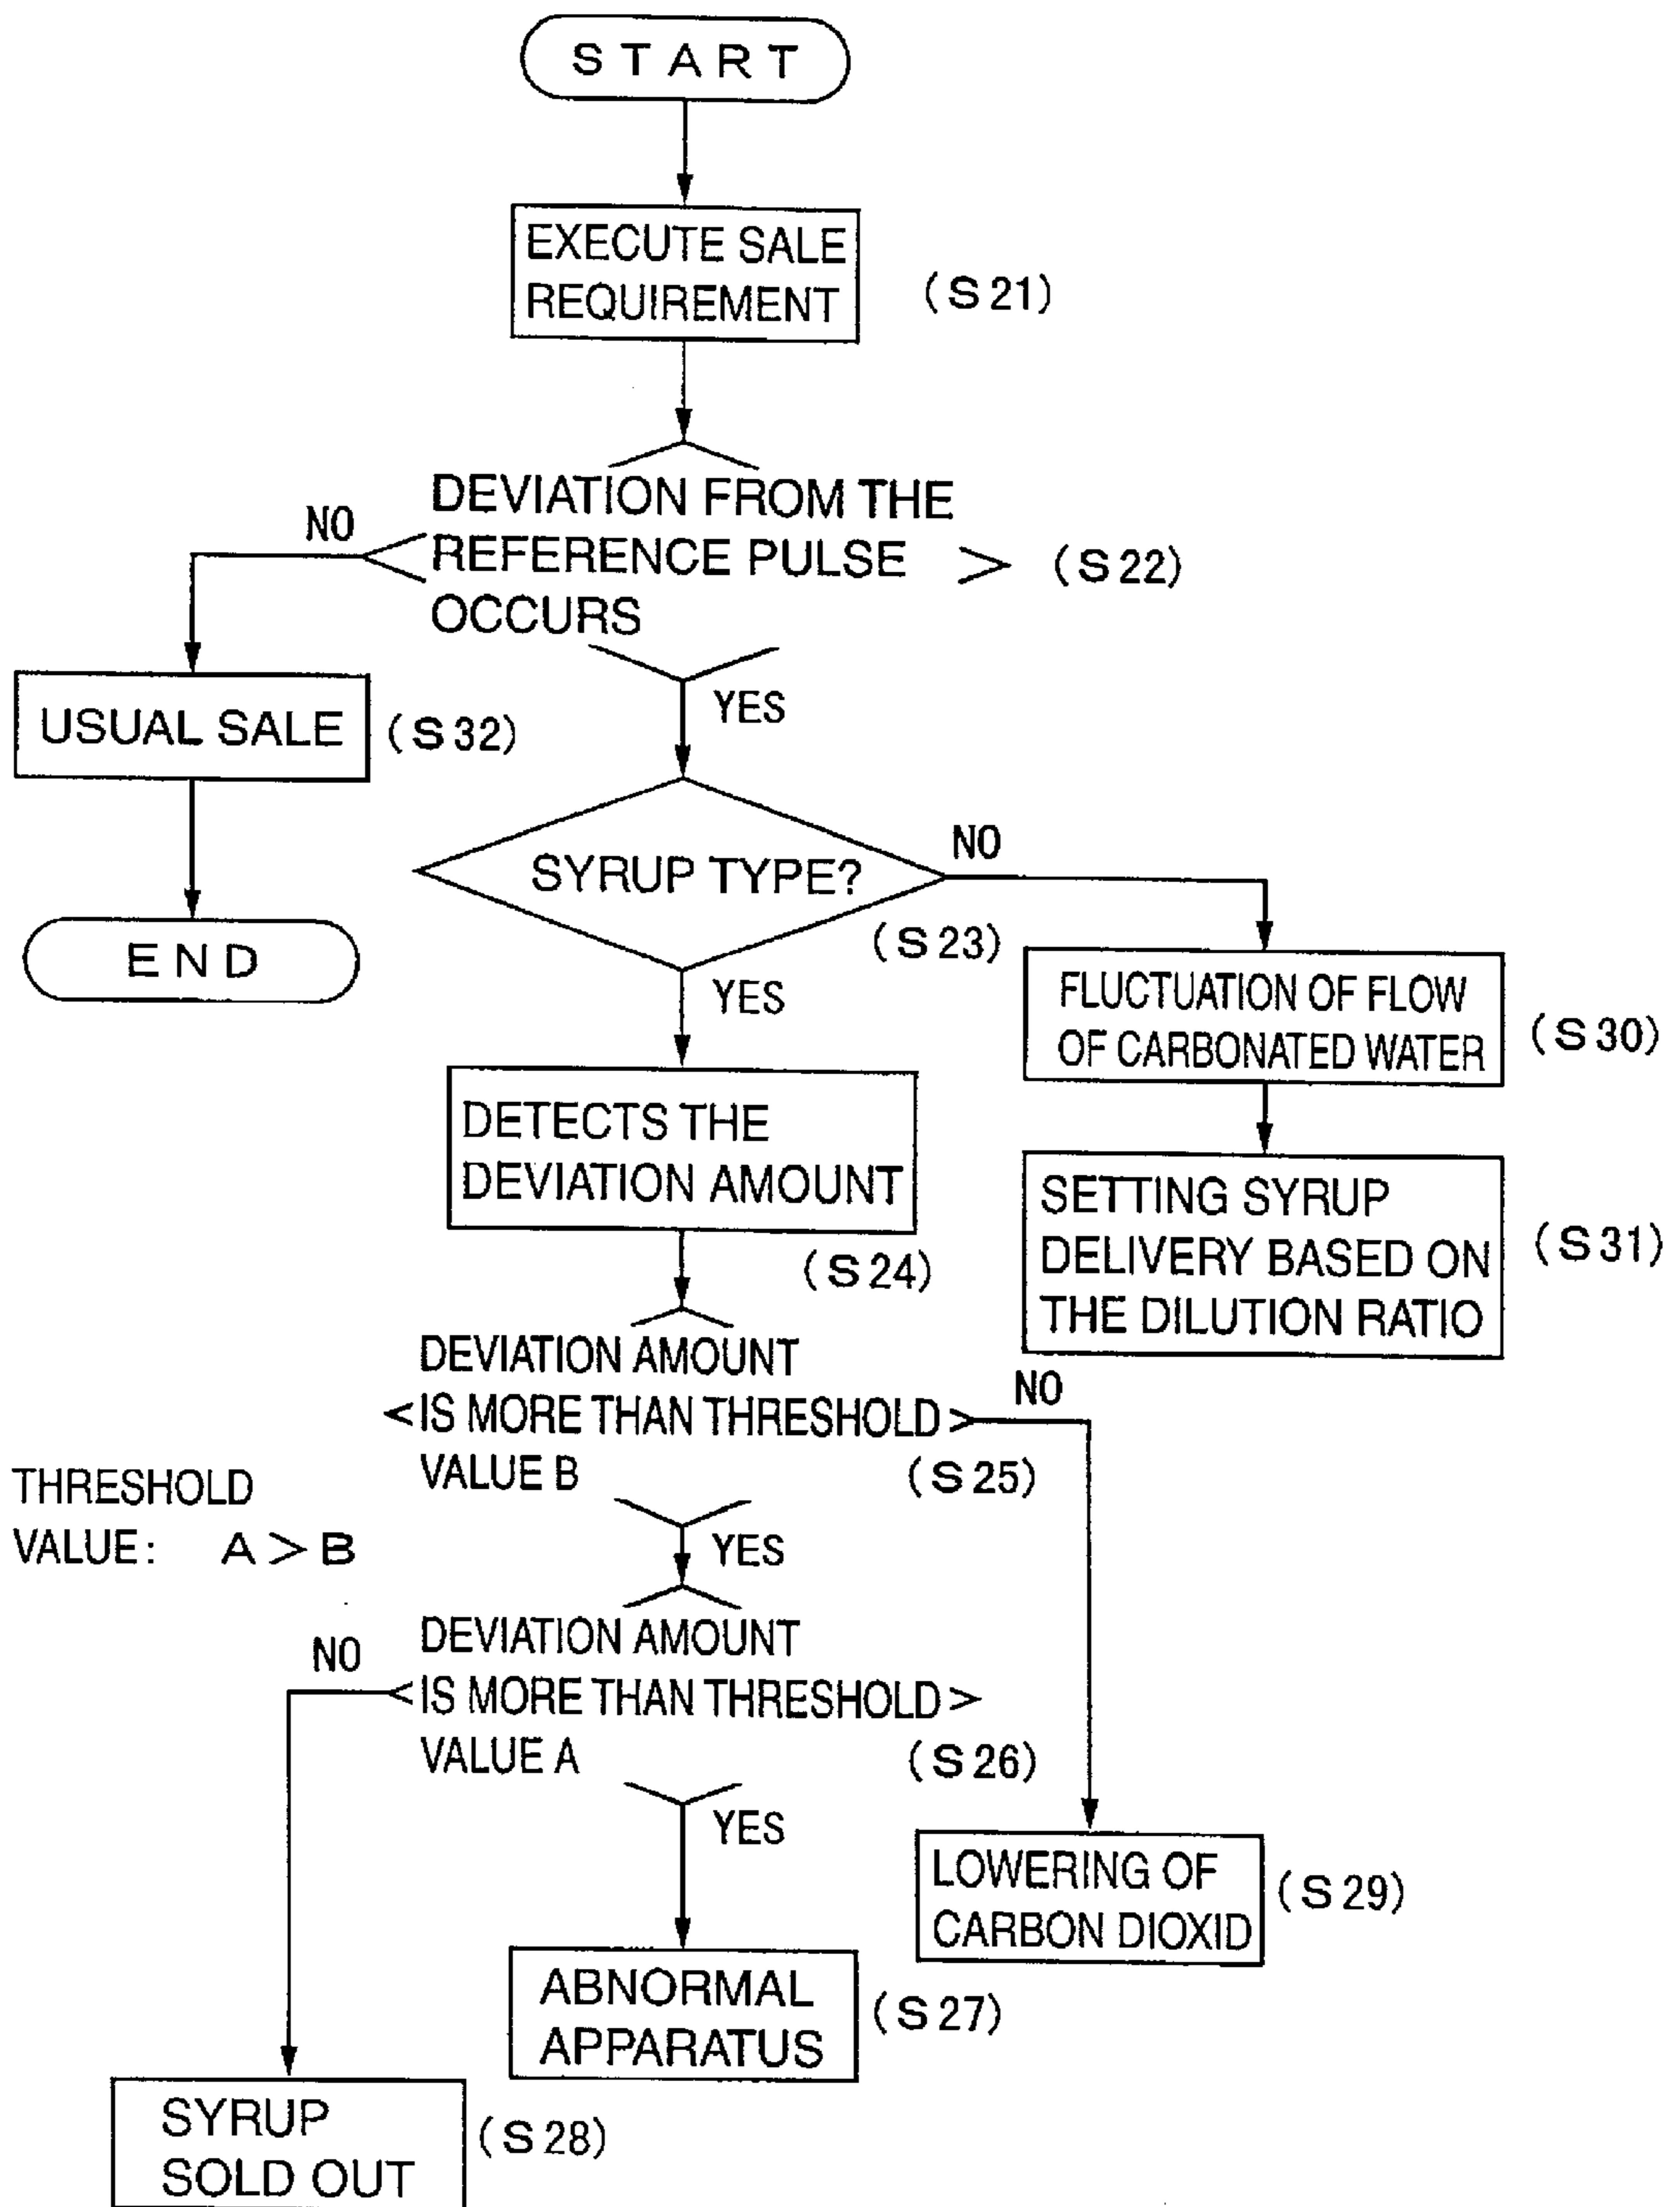 START
EXECUTE SALE
REQUIREMENT
(S21)
DEVIATION FROM THE
REFERENCE PULSE
OCCURS
(S22)
NO
YES
USUAL SALE
(S32)
END
SYRUP TYPE?
(S23)
NO
YES
FLUCTUATION OF FLOW
OF CARBONATED WATER
(S30)
SETTING SYRUP
DELIVERY BASED ON
THE DILUTION RATIO
(S31)
DETECTS THE
DEVIATION AMOUNT
(S24)
DEVIATION AMOUNT
<IS MORE THAN THRESHOLD>
VALUE B
(S25)
NO
YES
THRESHOLD
VALUE: A>B
DEVIATION AMOUNT
<IS MORE THAN THRESHOLD>
VALUE A
(S26)
NO
YES
LOWERING OF
CARBON DIOXID
(S29)
ABNORMAL
APPARATUS
(S27)
SYRUP
SOLD OUT
(S28)